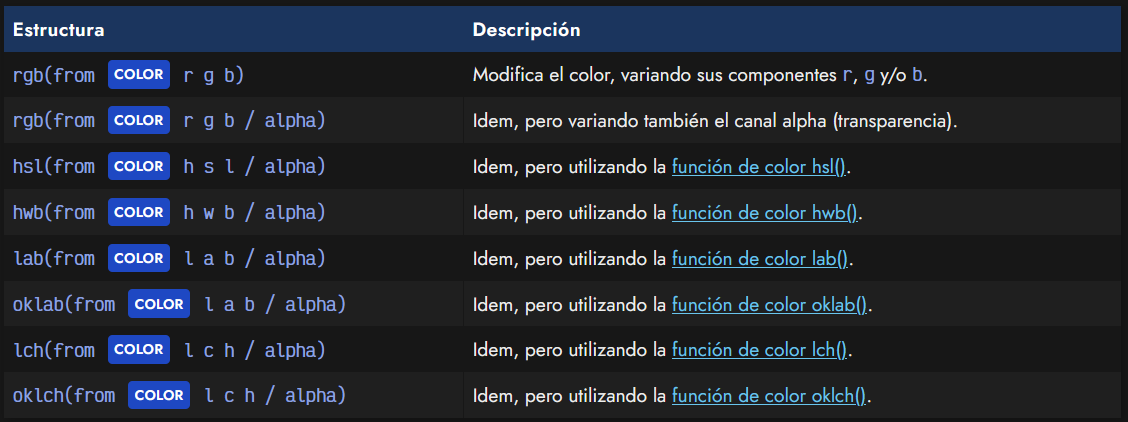 Estructura Descripción
rgb(from COLOR r g b) Modifica el color, variando sus componentes r, g y/o b.
rgb(from COLOR r g b / alpha) Idem, pero variando también el canal alpha (transparencia).
hsl(from COLOR h s l / alpha) Idem, pero utilizando la función de color hsl().
hwb(from COLOR h w b / alpha) Idem, pero utilizando la función de color hwb().
lab(from COLOR l a b / alpha) Idem, pero utilizando la función de color lab().
oklab(from COLOR l a b / alpha) Idem, pero utilizando la función de color oklab().
lch(from COLOR l c h / alpha) Idem, pero utilizando la función de color lch().
oklch(from COLOR l c h / alpha) Idem, pero utilizando la función de color oklch().